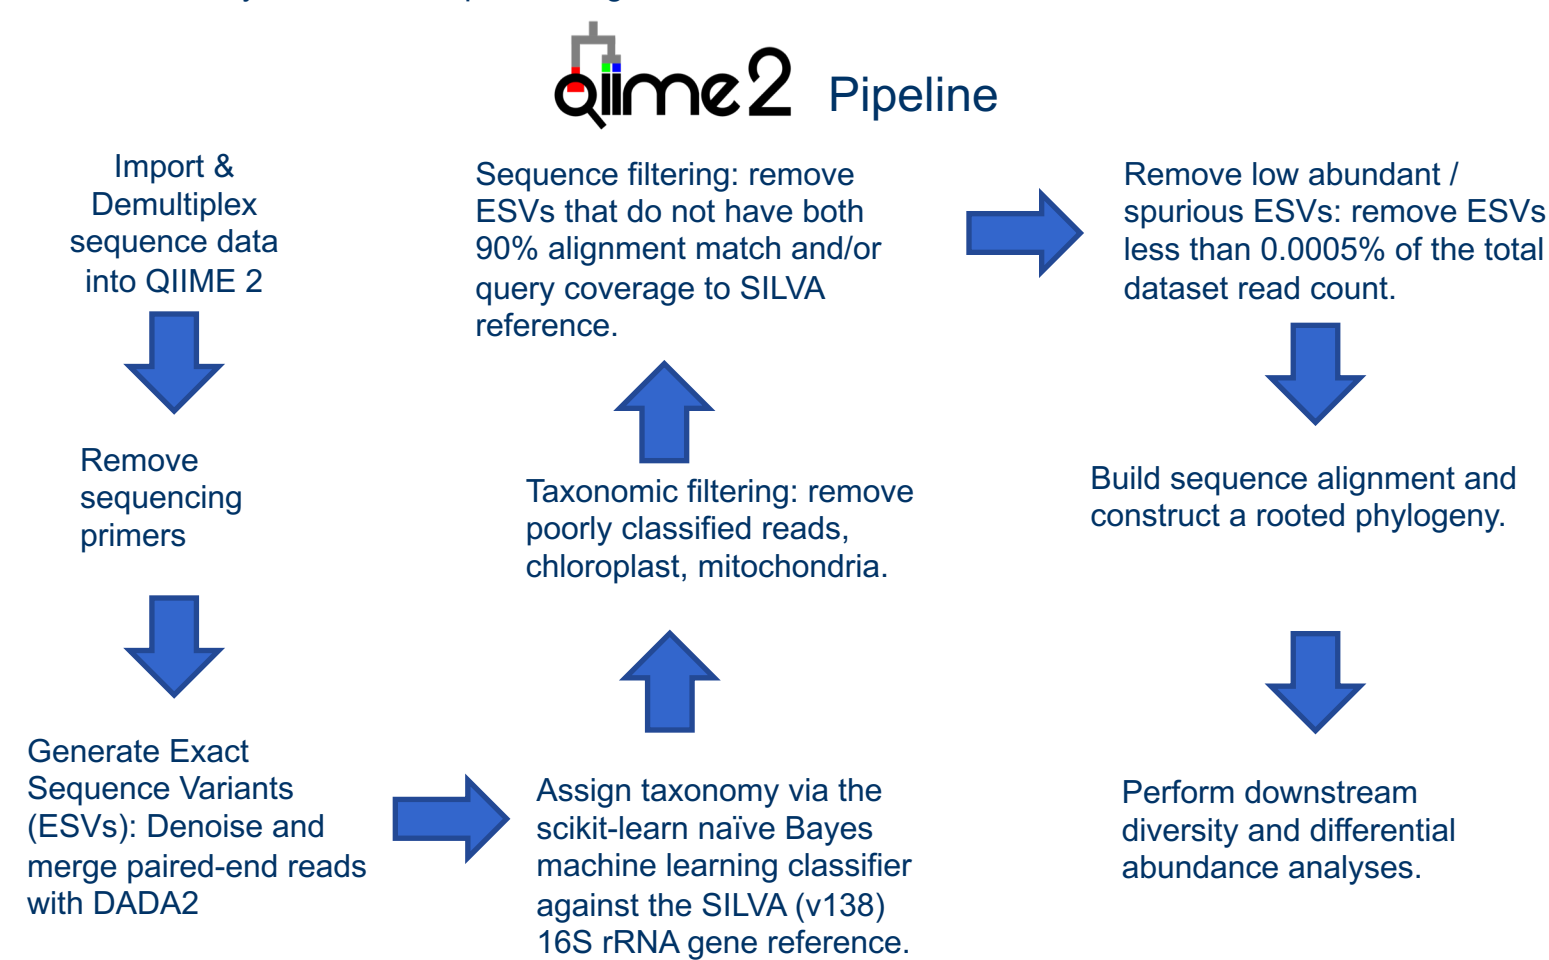 qiime2 Pipeline
Import &
Demultiplex
sequence data
into QIIME 2
Remove
sequencing
primers
Generate Exact
Sequence Variants
(ESVs): Denoise and
merge paired-end reads
with DADA2
Assign taxonomy via the
scikit-learn naïve Bayes
machine learning classifier
against the SILVA (v138)
16S rRNA gene reference.
Taxonomic filtering: remove
poorly classified reads,
chloroplast, mitochondria.
Sequence filtering: remove
ESVs that do not have both
90% alignment match and/or
query coverage to SILVA
reference.
Remove low abundant /
spurious ESVs: remove ESVs
less than 0.0005% of the total
dataset read count.
Build sequence alignment and
construct a rooted phylogeny.
Perform downstream
diversity and differential
abundance analyses.